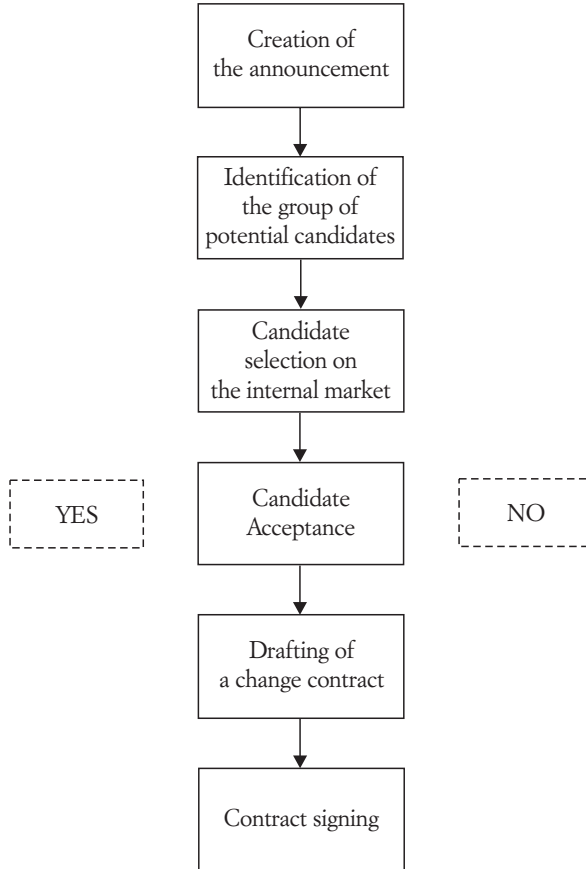 Creation of
the announcement
Identification of
the group of
potential candidates
Candidate
selection on
the internal market
YES
Candidate
Acceptance
NO
Drafting of
a change contract
Contract signing